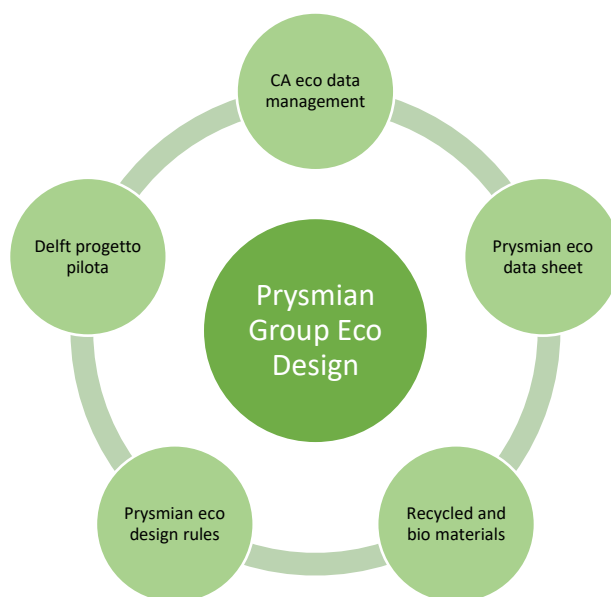 CA eco data
management
Delft progetto
pilota
Prysmian eco
data sheet
Prysmian
Group Eco
Design
Prysmian eco
design rules
Recycled and
bio materials